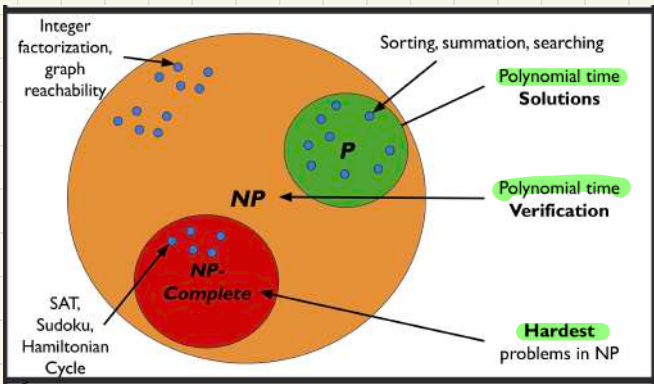 Integer
factorization,
graph
reachability
Sorting, summation, searching
Polynomial time
Solutions
P
NP
Polynomial time
Verification
NP-
Complete
SAT,
Sudoku,
Hamiltonian
Cycle
Hardest
problems in NP